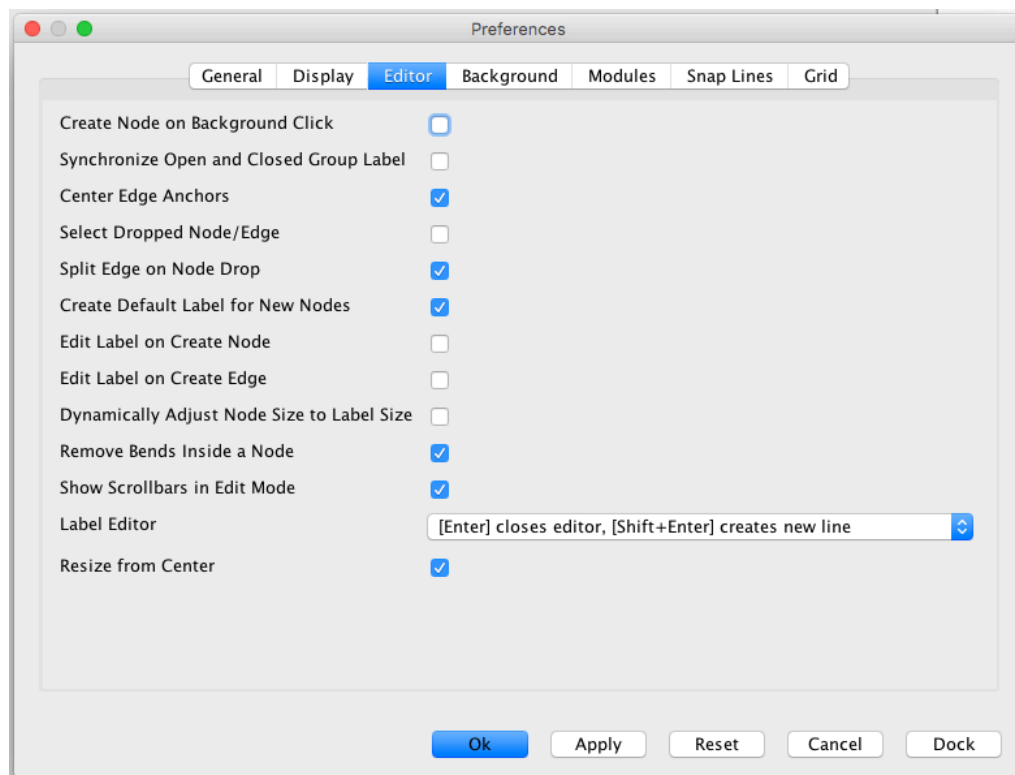 Preferences
General Display Editor Background Modules Snap Lines Grid
Create Node on Background Click
Synchronize Open and Closed Group Label
Center Edge Anchors
Select Dropped Node/Edge
Split Edge on Node Drop
Create Default Label for New Nodes
Edit Label on Create Node
Edit Label on Create Edge
Dynamically Adjust Node Size to Label Size
Remove Bends Inside a Node
Show Scrollbars in Edit Mode
Label Editor [Enter] closes editor, [Shift+Enter] creates new line
Resize from Center
Ok Apply Reset Cancel Dock